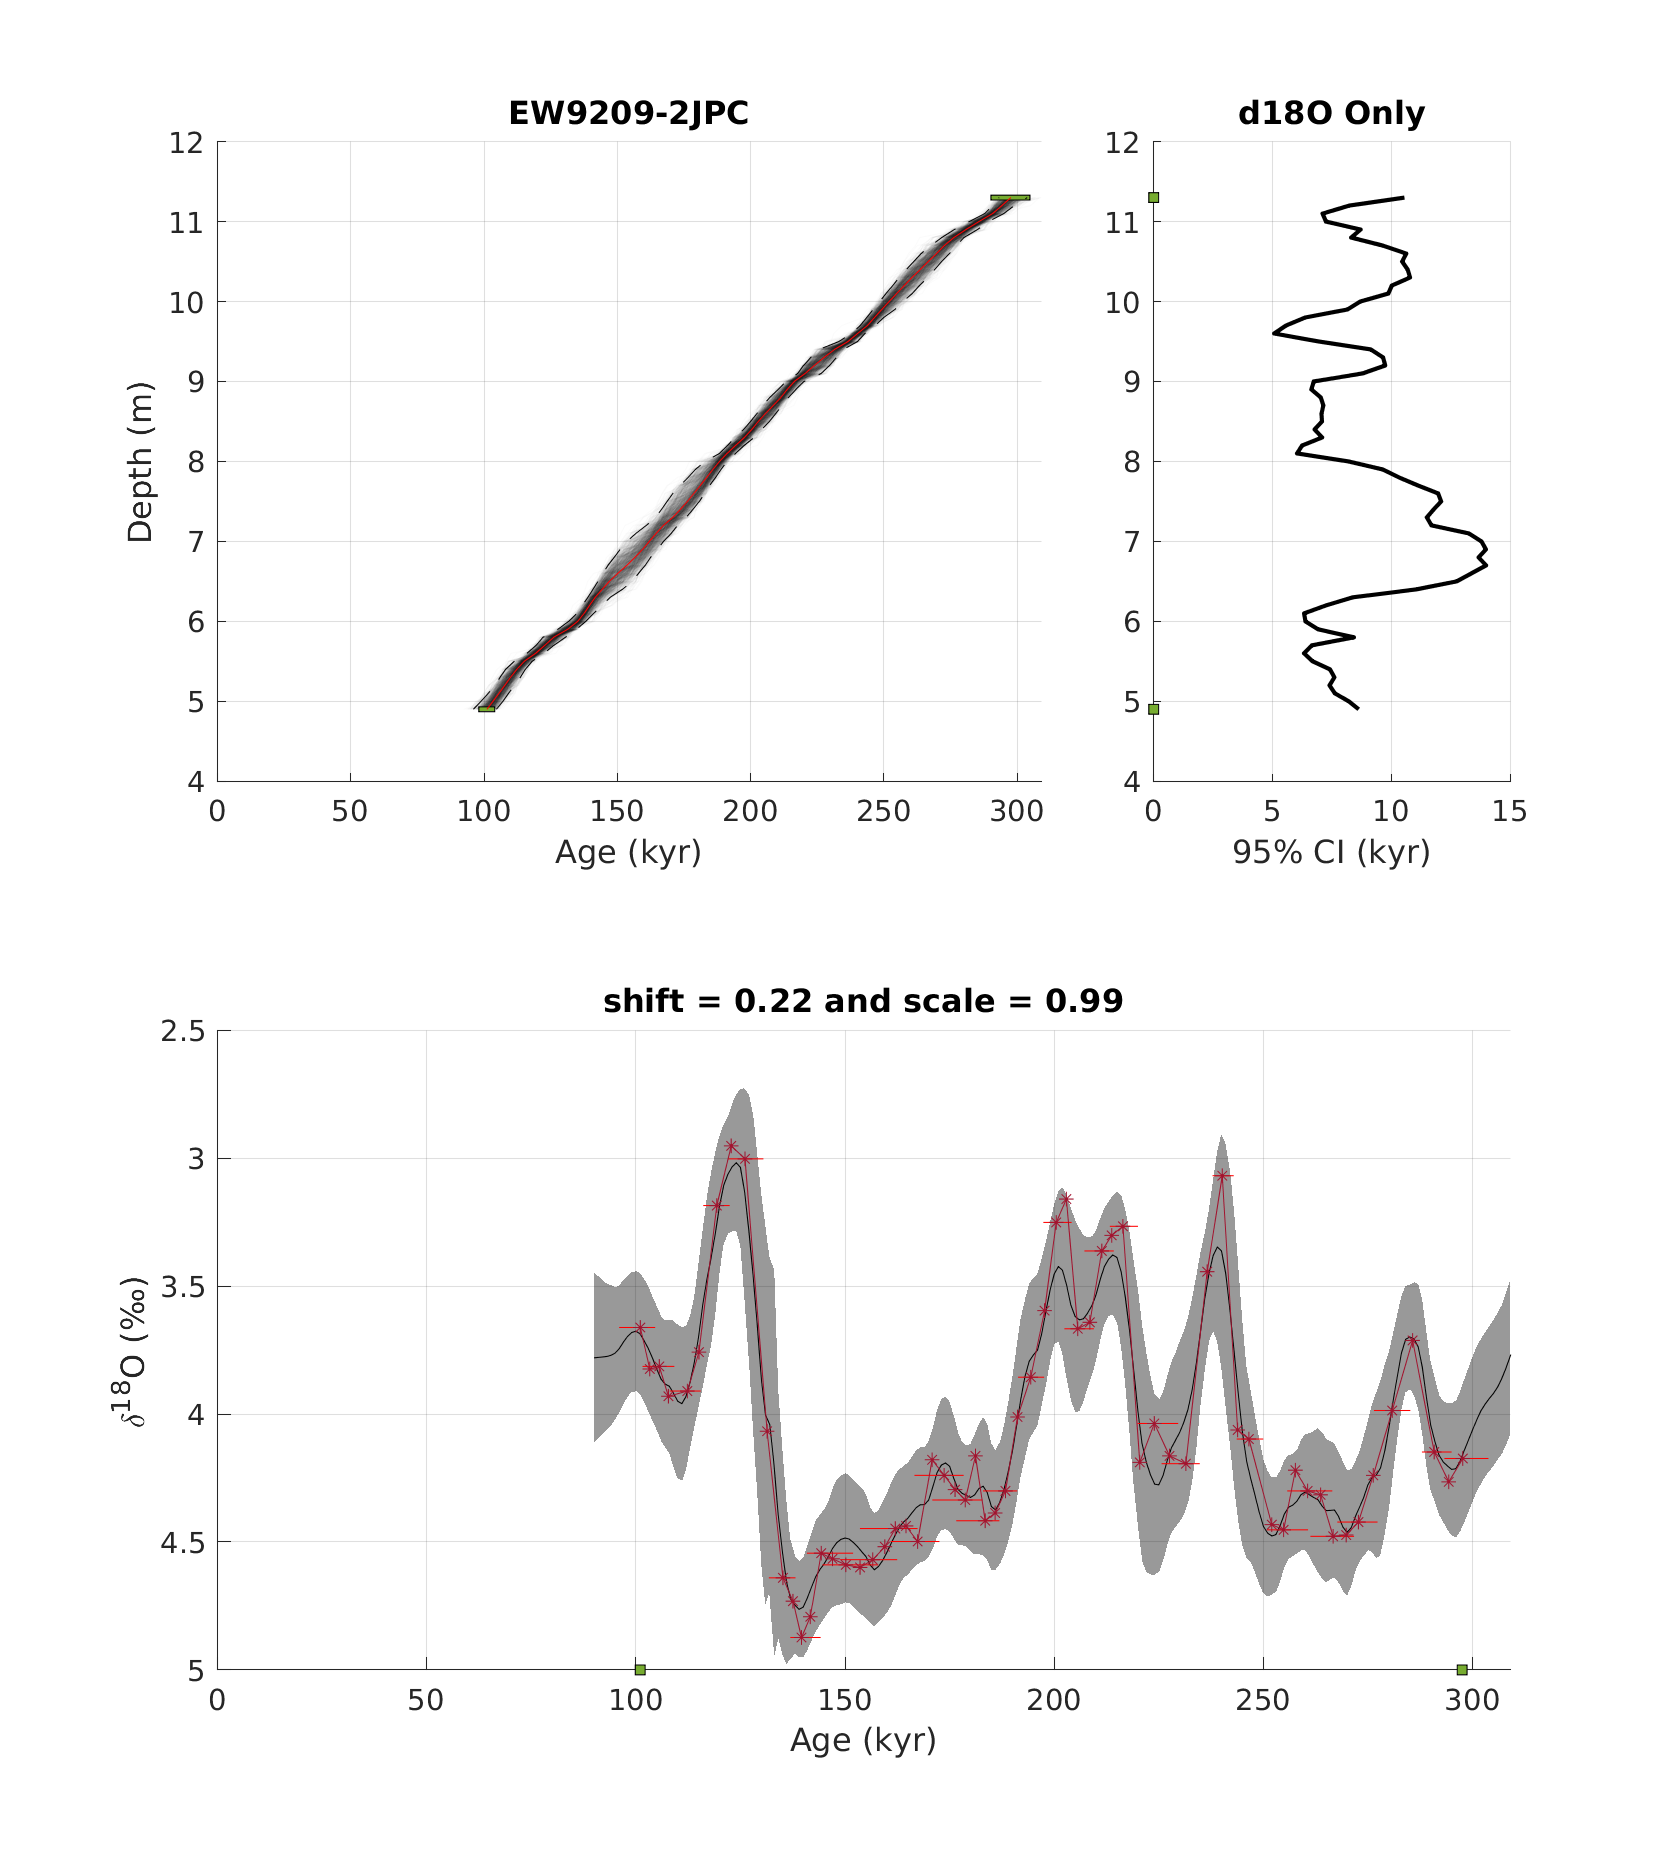 EW9209-2JPC
12
11
10
9
8
7
6
5
4
Depth (m)
0 50 100 150 200 250 300
Age (kyr)
d18O Only
12
11
10
9
8
7
6
5
4
0 5 10 15
95% CI (kyr)
shift = 0.22 and scale = 0.99
2.5
3
3.5
4
4.5
5
δ18O (‰)
0 50 100 150 200 250 300
Age (kyr)